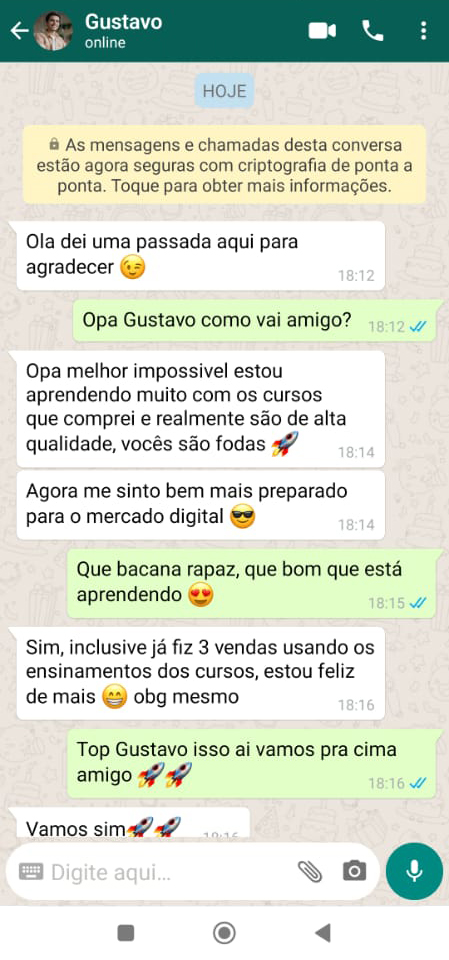 Gustavo
online
HOJE
As mensagens e chamadas desta conversa
estão agora seguras com criptografia de ponta a
ponta. Toque para obter mais informações.
Ola dei uma passada aqui para
agradecer 😉
18:12
Opa Gustavo como vai amigo?
18:12
Opa melhor impossivel estou
aprendendo muito com os cursos
que comprei e realmente são de alta
qualidade, vocês são fodas 🚀
18:14
Agora me sinto bem mais preparado
para o mercado digital 😎
18:14
Que bacana rapaz, que bom que está
aprendendo 😍
18:15
Sim, inclusive já fiz 3 vendas usando os
ensinamentos dos cursos, estou feliz
de mais 😁 obg mesmo
18:16
Top Gustavo isso ai vamos pra cima
amigo 🚀🚀
18:16
Vamos sim🚀🚀
18:16
Digite aqui...